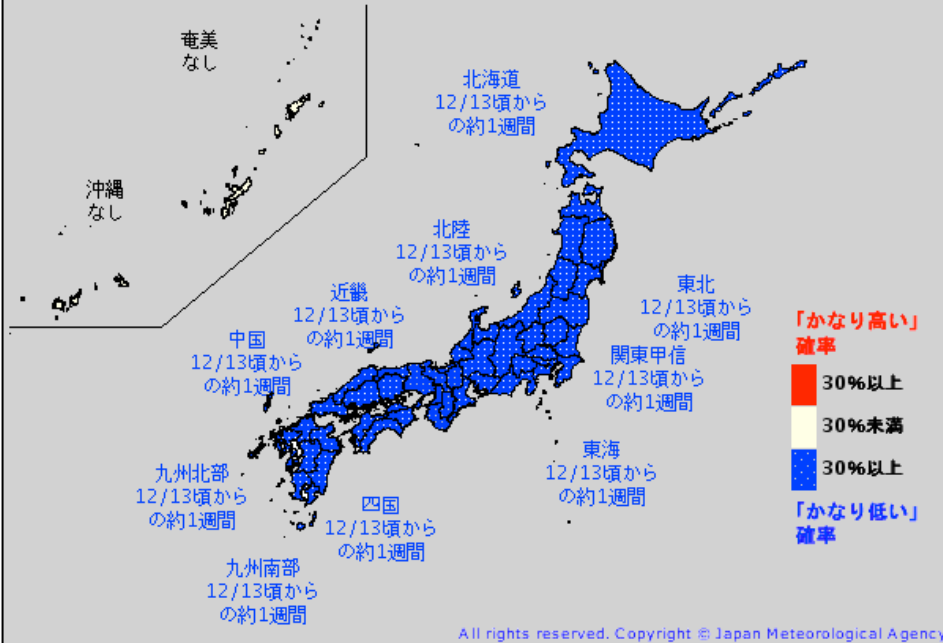 奄美
なし
北海道
12/13頃から
の約1週間
沖縄
なし
北陸
12/13頃から
の約1週間
東北
12/13頃から
の約1週間
近畿
12/13頃から
の約1週間
中国
12/13頃から
の約1週間
関東甲信
12/13頃から
の約1週間
東海
12/13頃から
の約1週間
九州北部
12/13頃から
の約1週間
四国
12/13頃から
の約1週間
九州南部
12/13頃から
の約1週間
「かなり高い」
確率
30%以上
30%未満
30%以上
「かなり低い」
確率
All rights reserved. Copyright © Japan Meteorological Agency